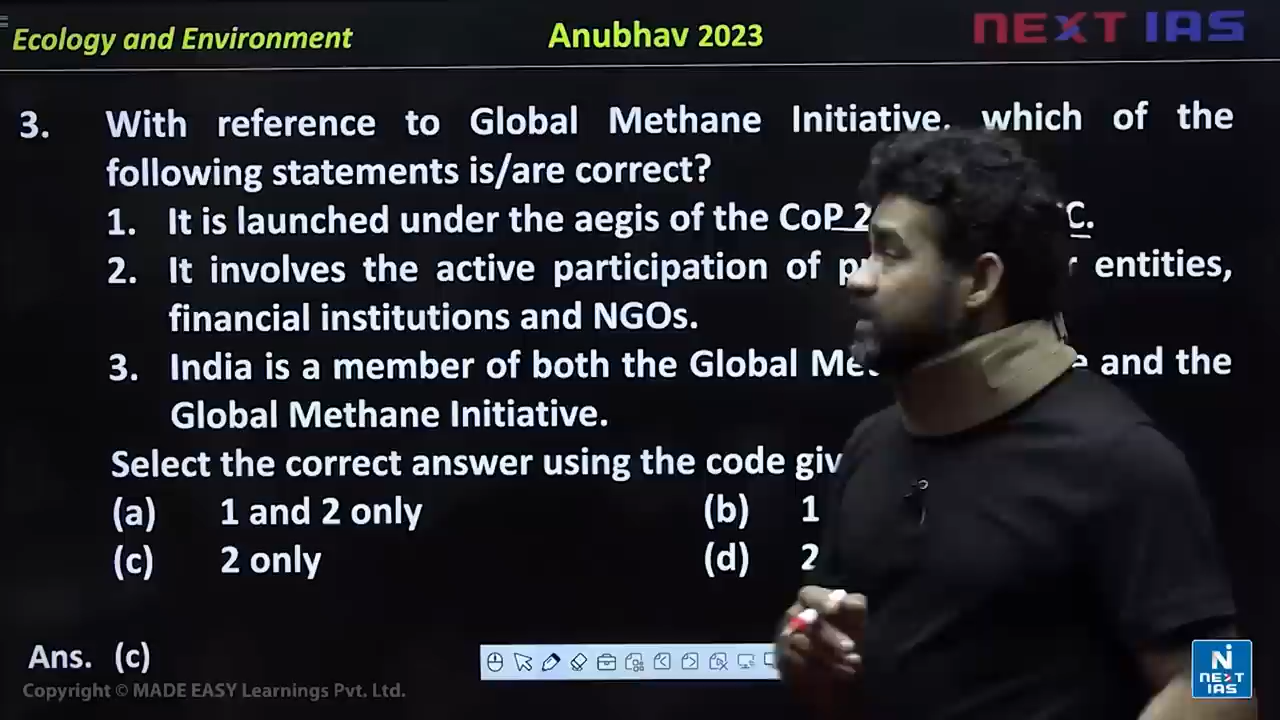 Ecology and Environment Anubhav 2023 NEXT IAS
3. With reference to Global Methane Initiative, which of the
following statements is/are correct?
1. It is launched under the aegis of the CoP 2 C.
2. It involves the active participation of entities,
financial institutions and NGOs.
3. India is a member of both the Global and the
Global Methane Initiative.
Select the correct answer using the code
(a) 1 and 2 only (b) 1
(c) 2 only (d) 2
Ans. (c)
Copyright © MADE EASY Learnings Pvt. Ltd.
N
NEXT
IAS